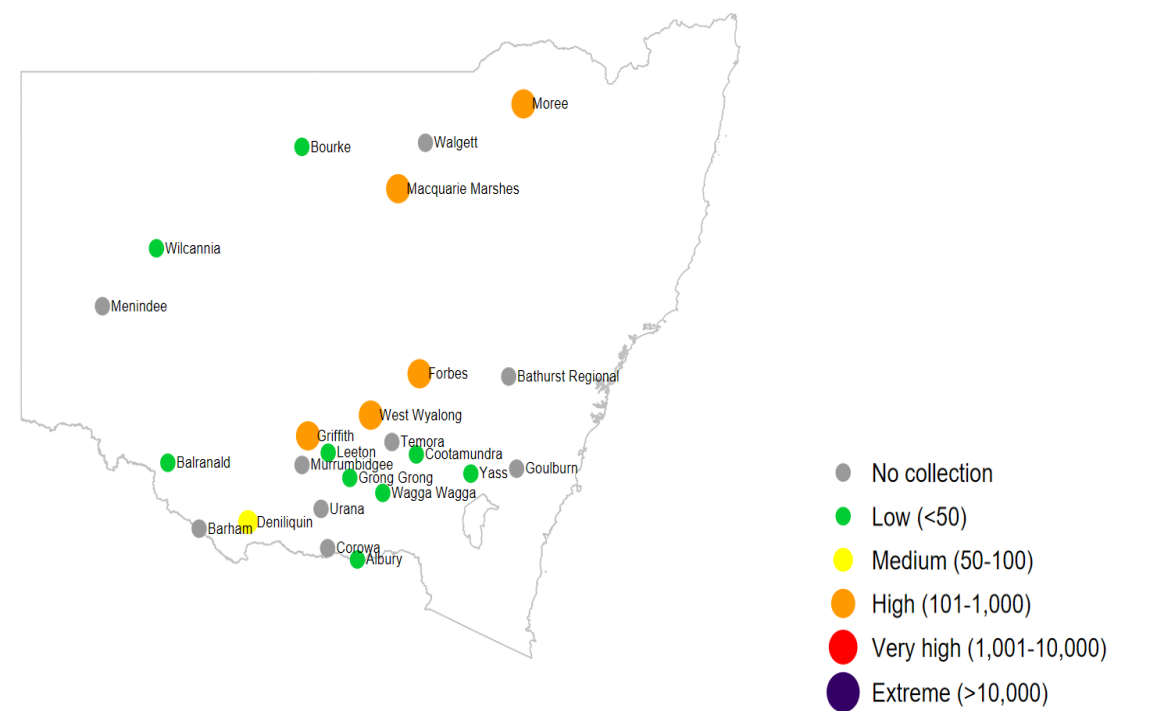 Moree
Bourke
Walgett
Macquarie Marshes
Wilcannia
Menindee
Forbes
Bathurst Regional
West Wyalong
Griffith
Temora
Leeton
Cootamundra
Balranald
Murrumbidgee
Goulburn
Yass
Grong Grong
Wagga Wagga
Urana
Deniliquin
Barham
Corowa
Albury
No collection
Low (<50)
Medium (50-100)
High (101-1,000)
Very high (1,001-10,000)
Extreme (>10,000)